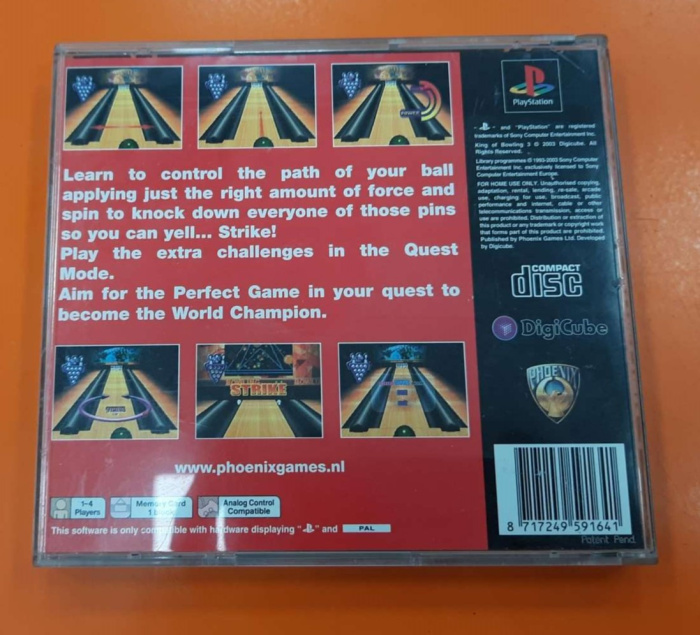 Learn to control the path of your ball
applying just the right amount of force and
spin to knock down everyone of those pins
so you can yell... Strike!
Play the extra challenges in the Quest
Mode.
Aim for the Perfect Game in your quest to
become the World Champion.
STRIKE
www.phoenixgames.nl
1-4
Players
Memory Card
1
Analog Control
Compatible
This software is only compatible with hardware displaying " " and PAL
PlayStation
and "PlayStation" are registered
trademarks of Sony Computer Entertainment Inc.
King of Bowling 3 © 2003 Digicube. All
Rights Reserved.
Library programmes © 1993-2003 Sony Computer
Entertainment Inc. exclusively licensed to Sony
Computer Entertainment Europe.
FOR HOME USE ONLY. Unauthorised copying,
adaptation, rental, lending, re-sale, arcade
use, charging for use, broadcast, public
performance and internet, cable or other
telecommunications transmission, access or
use are prohibited. Distribution or extraction of
this product or any trademark or copyright work
that forms part of this product are prohibited.
Published by Phoenix Games Ltd. Developed
by Digicube.
COMPACT
disc
DigiCube
PHOENIX
8 717249 591641
Patent Pend.